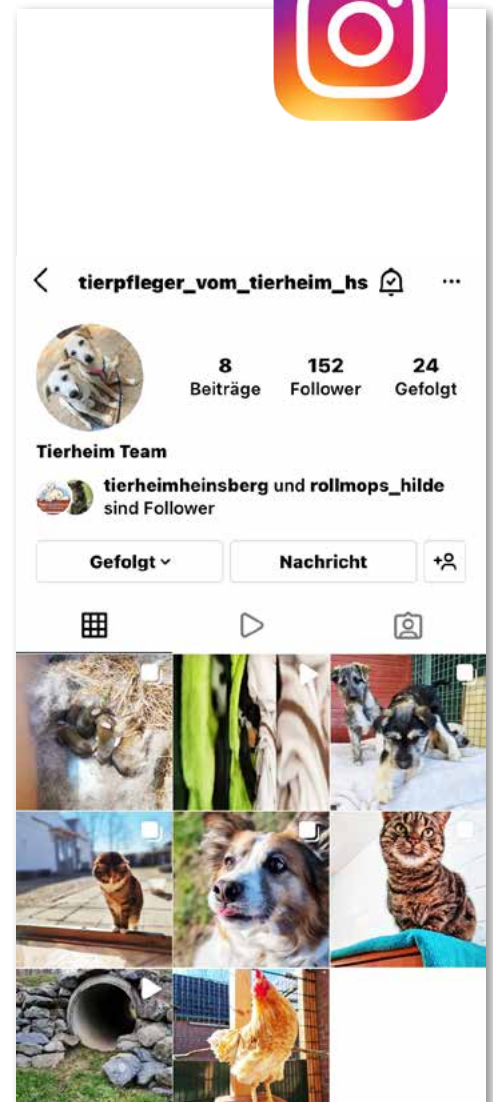 tierpfleger_vom_tierheim_hs
8 152 24
Beiträge Follower Gefolgt
Tierheim Team
tierheimheinsberg und rollmops_hilde
sind Follower
Gefolgt Nachricht